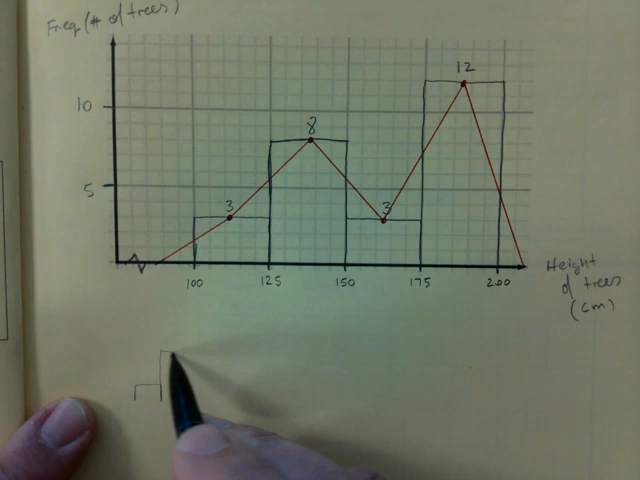 Freq (# of trees)
12
10
8
5
3
3
100 125 150 175 200
Height
of trees
(cm)